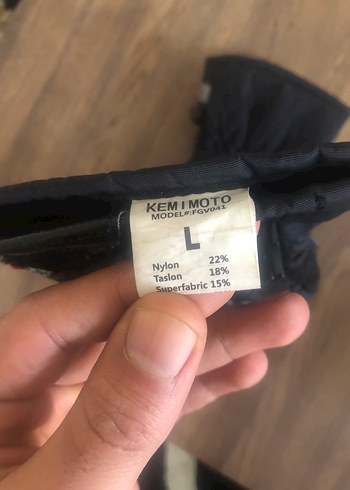 KEMIMOTO
MODEL#:FGV041
L
Nylon 22%
Taslon 18%
Superfabric 15%